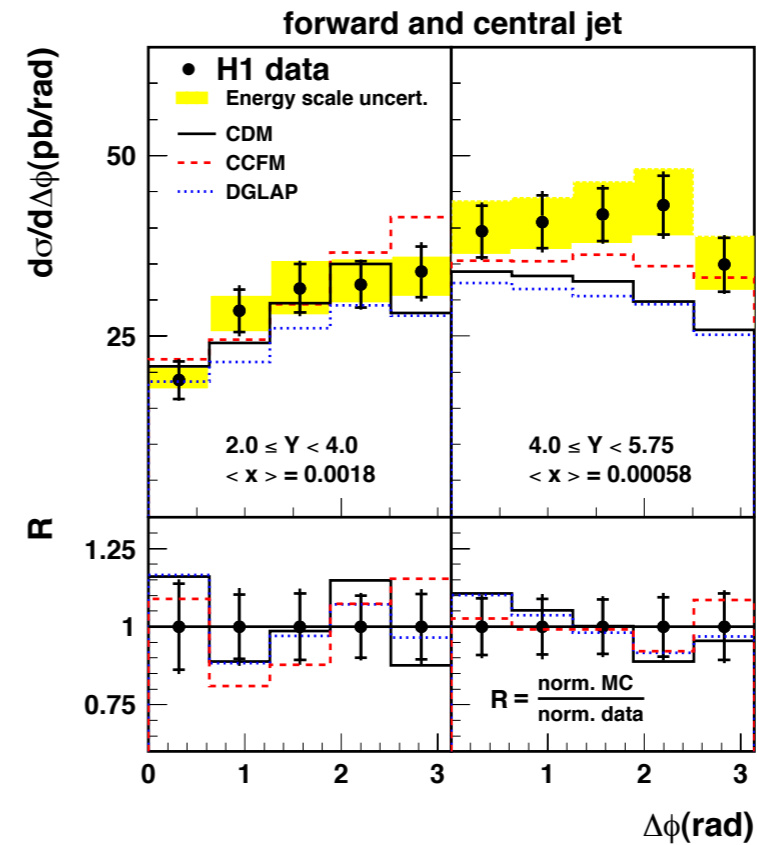 forward and central jet
dσ/dΔϕ(pb/rad)
H1 data
Energy scale uncert.
CDM
CCFM
DGLAP
50
25
2.0 ≤ Y < 4.0
< x > = 0.0018
4.0 ≤ Y < 5.75
< x > = 0.00058
R
1.25
1
0.75
R = norm. MC
norm. data
0 1 2 3 1 2 3
Δϕ(rad)